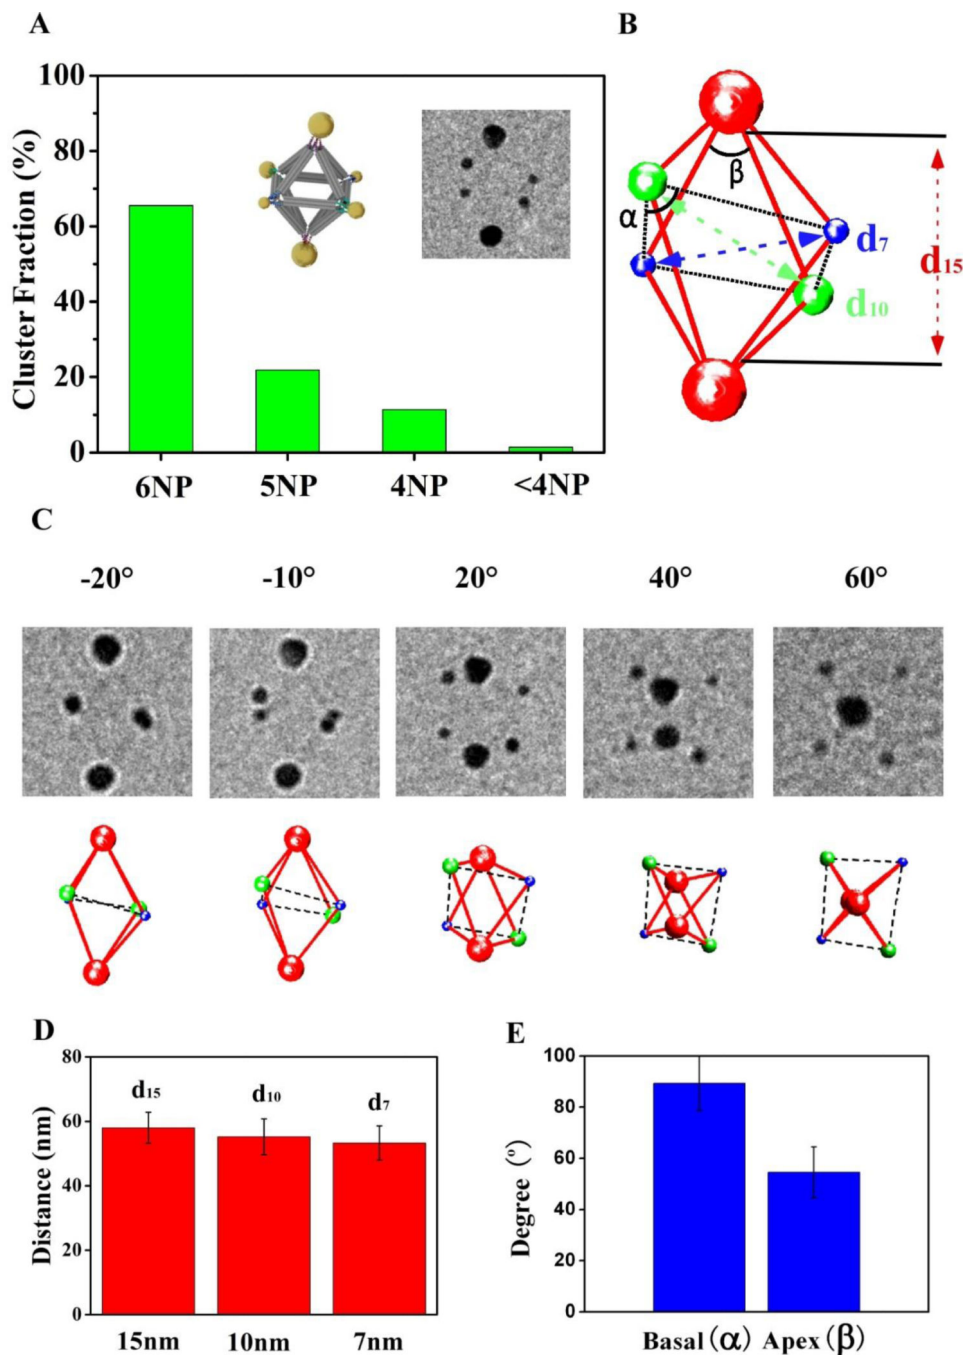 A
Cluster Fraction (%)
100
80
60
40
20
0
6NP 5NP 4NP <4NP
B
β
α
d7
d10
d15
C
-20° -10° 20° 40° 60°
D
Distance (nm)
80
60
40
20
0
d15 d10 d7
15nm 10nm 7nm
E
Degree (°)
100
80
60
40
20
0
Basal (α) Apex (β)